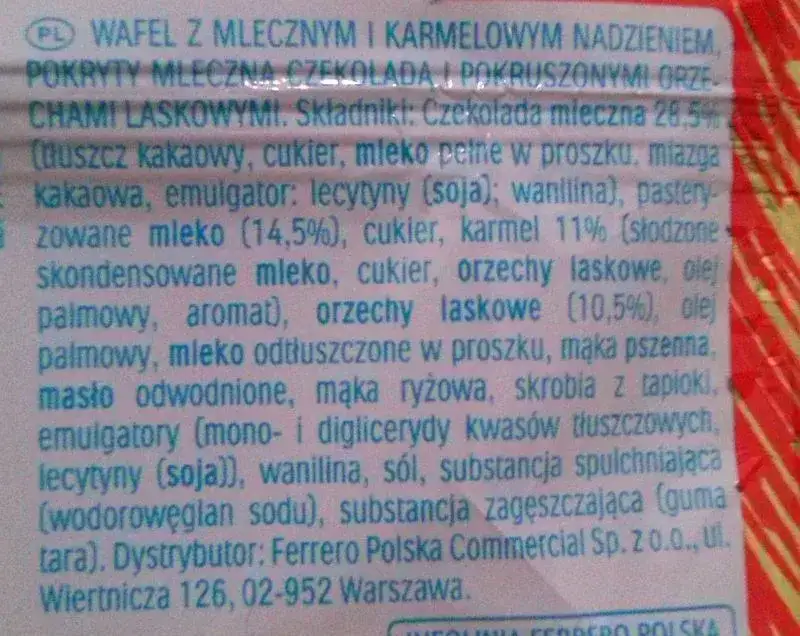 PL WAFEL Z MLECZNYM I KARMELOWYM NADZIENIEM,
POKRYTY MLECZNĄ CZEKOLADĄ I POKRUSZONYMI ORZE-
CHAMI LASKOWYMI. Składniki: Czekolada mleczna 28,5%
(tłuszcz kakaowy, cukier, mleko pełne w proszku, miazga
kakaowa, emulgator: lecytyny (soja); wanilina), pastery-
zowane mleko (14,5%), cukier, karmel 11% (słodzone
skondensowane mleko, cukier, orzechy laskowe, olej
palmowy, aromat), orzechy laskowe (10,5%), olej
palmowy, mleko odtłuszczone w proszku, mąka pszenna,
masło odwodnione, mąka ryżowa, skrobia z tapioki,
emulgatory (mono- i diglicerydy kwasów tłuszczowych,
lecytyny (soja)), wanilina, sól, substancja spulchniająca
(wodorowęglan sodu), substancja zagęszczająca (guma
tara). Dystrybutor: Ferrero Polska Commercial Sp. z o.o., ul.
Wiertnicza 126, 02-952 Warszawa.
INFOLINIA FERRERO POLSKA